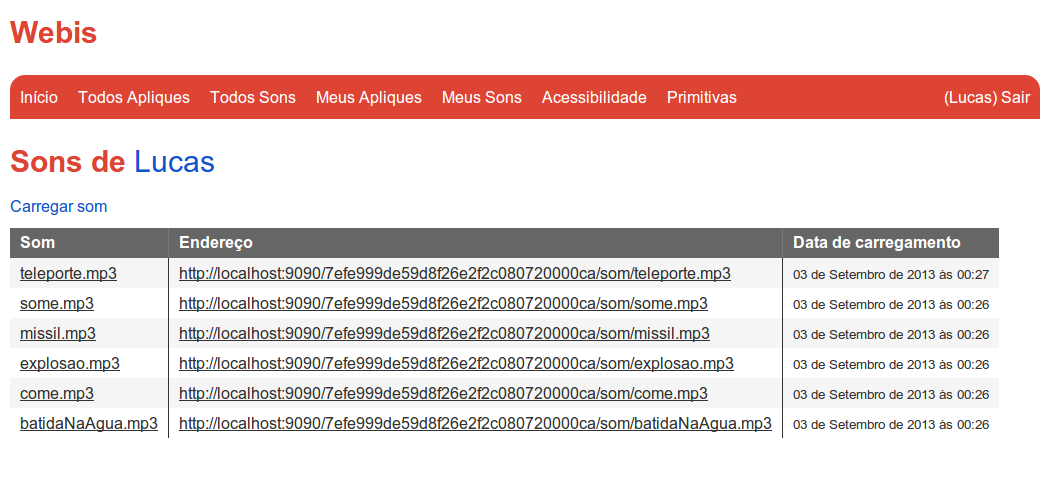 Webis
Início Todos Apliques Todos Sons Meus Apliques Meus Sons Acessibilidade Primitivas (Lucas) Sair
Sons de Lucas
Carregar som
Som Endereço Data de carregamento
teleporte.mp3 http://localhost:9090/7efe999de59d8f26e2f2c080720000ca/som/teleporte.mp3 03 de Setembro de 2013 às 00:27
some.mp3 http://localhost:9090/7efe999de59d8f26e2f2c080720000ca/som/some.mp3 03 de Setembro de 2013 às 00:26
missil.mp3 http://localhost:9090/7efe999de59d8f26e2f2c080720000ca/som/missil.mp3 03 de Setembro de 2013 às 00:26
explosao.mp3 http://localhost:9090/7efe999de59d8f26e2f2c080720000ca/som/explosao.mp3 03 de Setembro de 2013 às 00:26
come.mp3 http://localhost:9090/7efe999de59d8f26e2f2c080720000ca/som/come.mp3 03 de Setembro de 2013 às 00:26
batidaNaAgua.mp3 http://localhost:9090/7efe999de59d8f26e2f2c080720000ca/som/batidaNaAgua.mp3 03 de Setembro de 2013 às 00:26